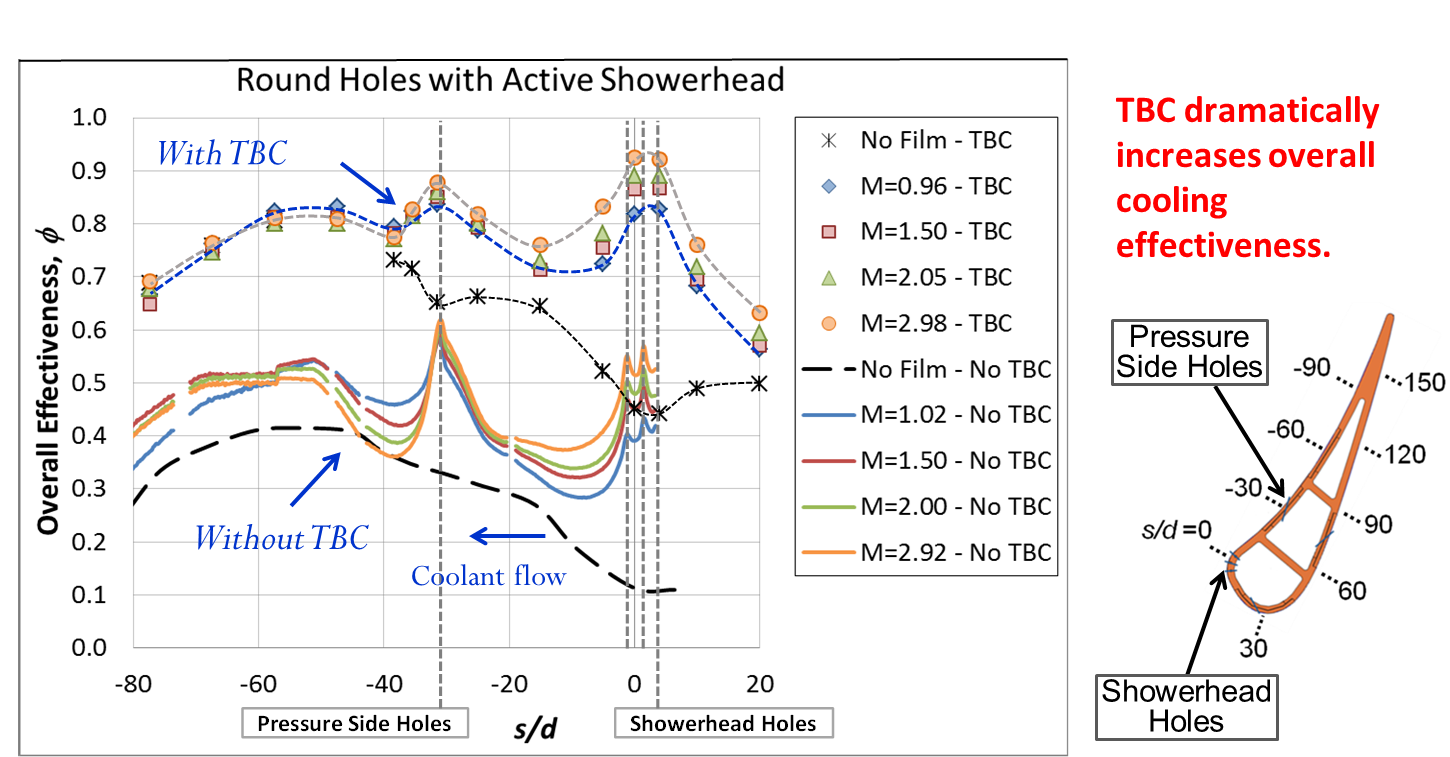 Round Holes with Active Showerhead
1.0
0.9
0.8
0.7
0.6
0.5
0.4
0.3
0.2
0.1
0.0
Overall Effectiveness, ϕ
With TBC
Without TBC
Coolant flow
-80
-60
-40
-20
0
20
Pressure Side Holes
s/d
Showerhead Holes
No Film - TBC
M=0.96 - TBC
M=1.50 - TBC
M=2.05 - TBC
M=2.98 - TBC
No Film - No TBC
M=1.02 - No TBC
M=1.50 - No TBC
M=2.00 - No TBC
M=2.92 - No TBC
TBC dramatically
increases overall
cooling
effectiveness.
Pressure
Side Holes
-90
150
-60
120
-30
90
s/d =0
60
30
Showerhead
Holes